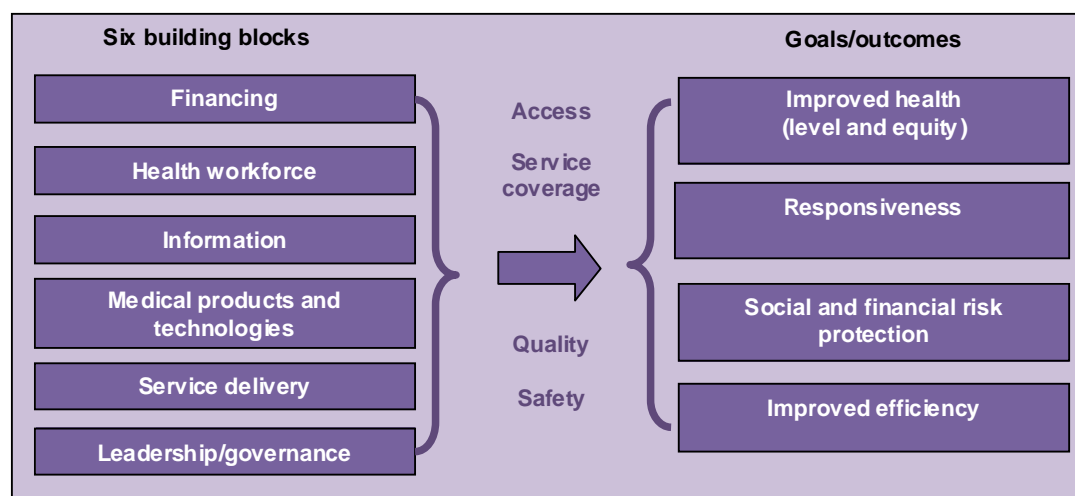 Six building blocks
Financing
Health workforce
Information
Medical products and
technologies
Service delivery
Leadership/governance
Access
Service
coverage
Quality
Safety
Goals/outcomes
Improved health
(level and equity)
Responsiveness
Social and financial risk
protection
Improved efficiency